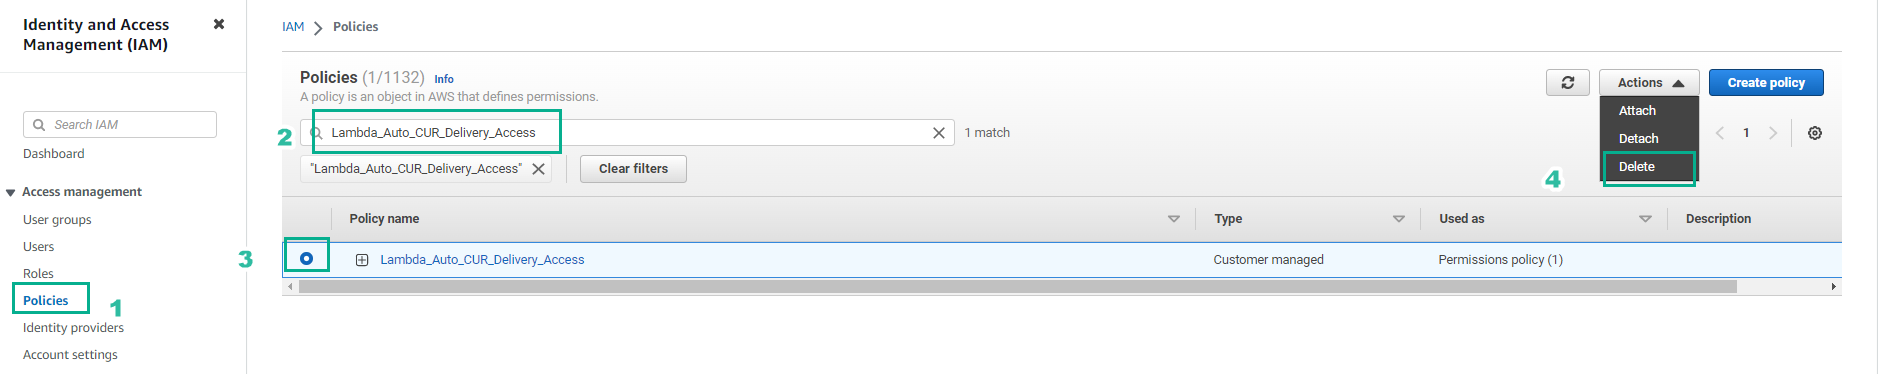 Identity and Access
Management (IAM)
Search IAM
Dashboard
Access management
User groups
Users
Roles
Policies
1
Identity providers
Account settings
IAM > Policies
Policies (1/1132) Info
A policy is an object in AWS that defines permissions.
Actions
Create policy
Attach
Detach
Delete
4
2
Lambda_Auto_CUR_Delivery_Access
1 match
1
"Lambda_Auto_CUR_Delivery_Access"
Clear filters
Policy name Type Used as Description
3
Lambda_Auto_CUR_Delivery_Access Customer managed Permissions policy (1)